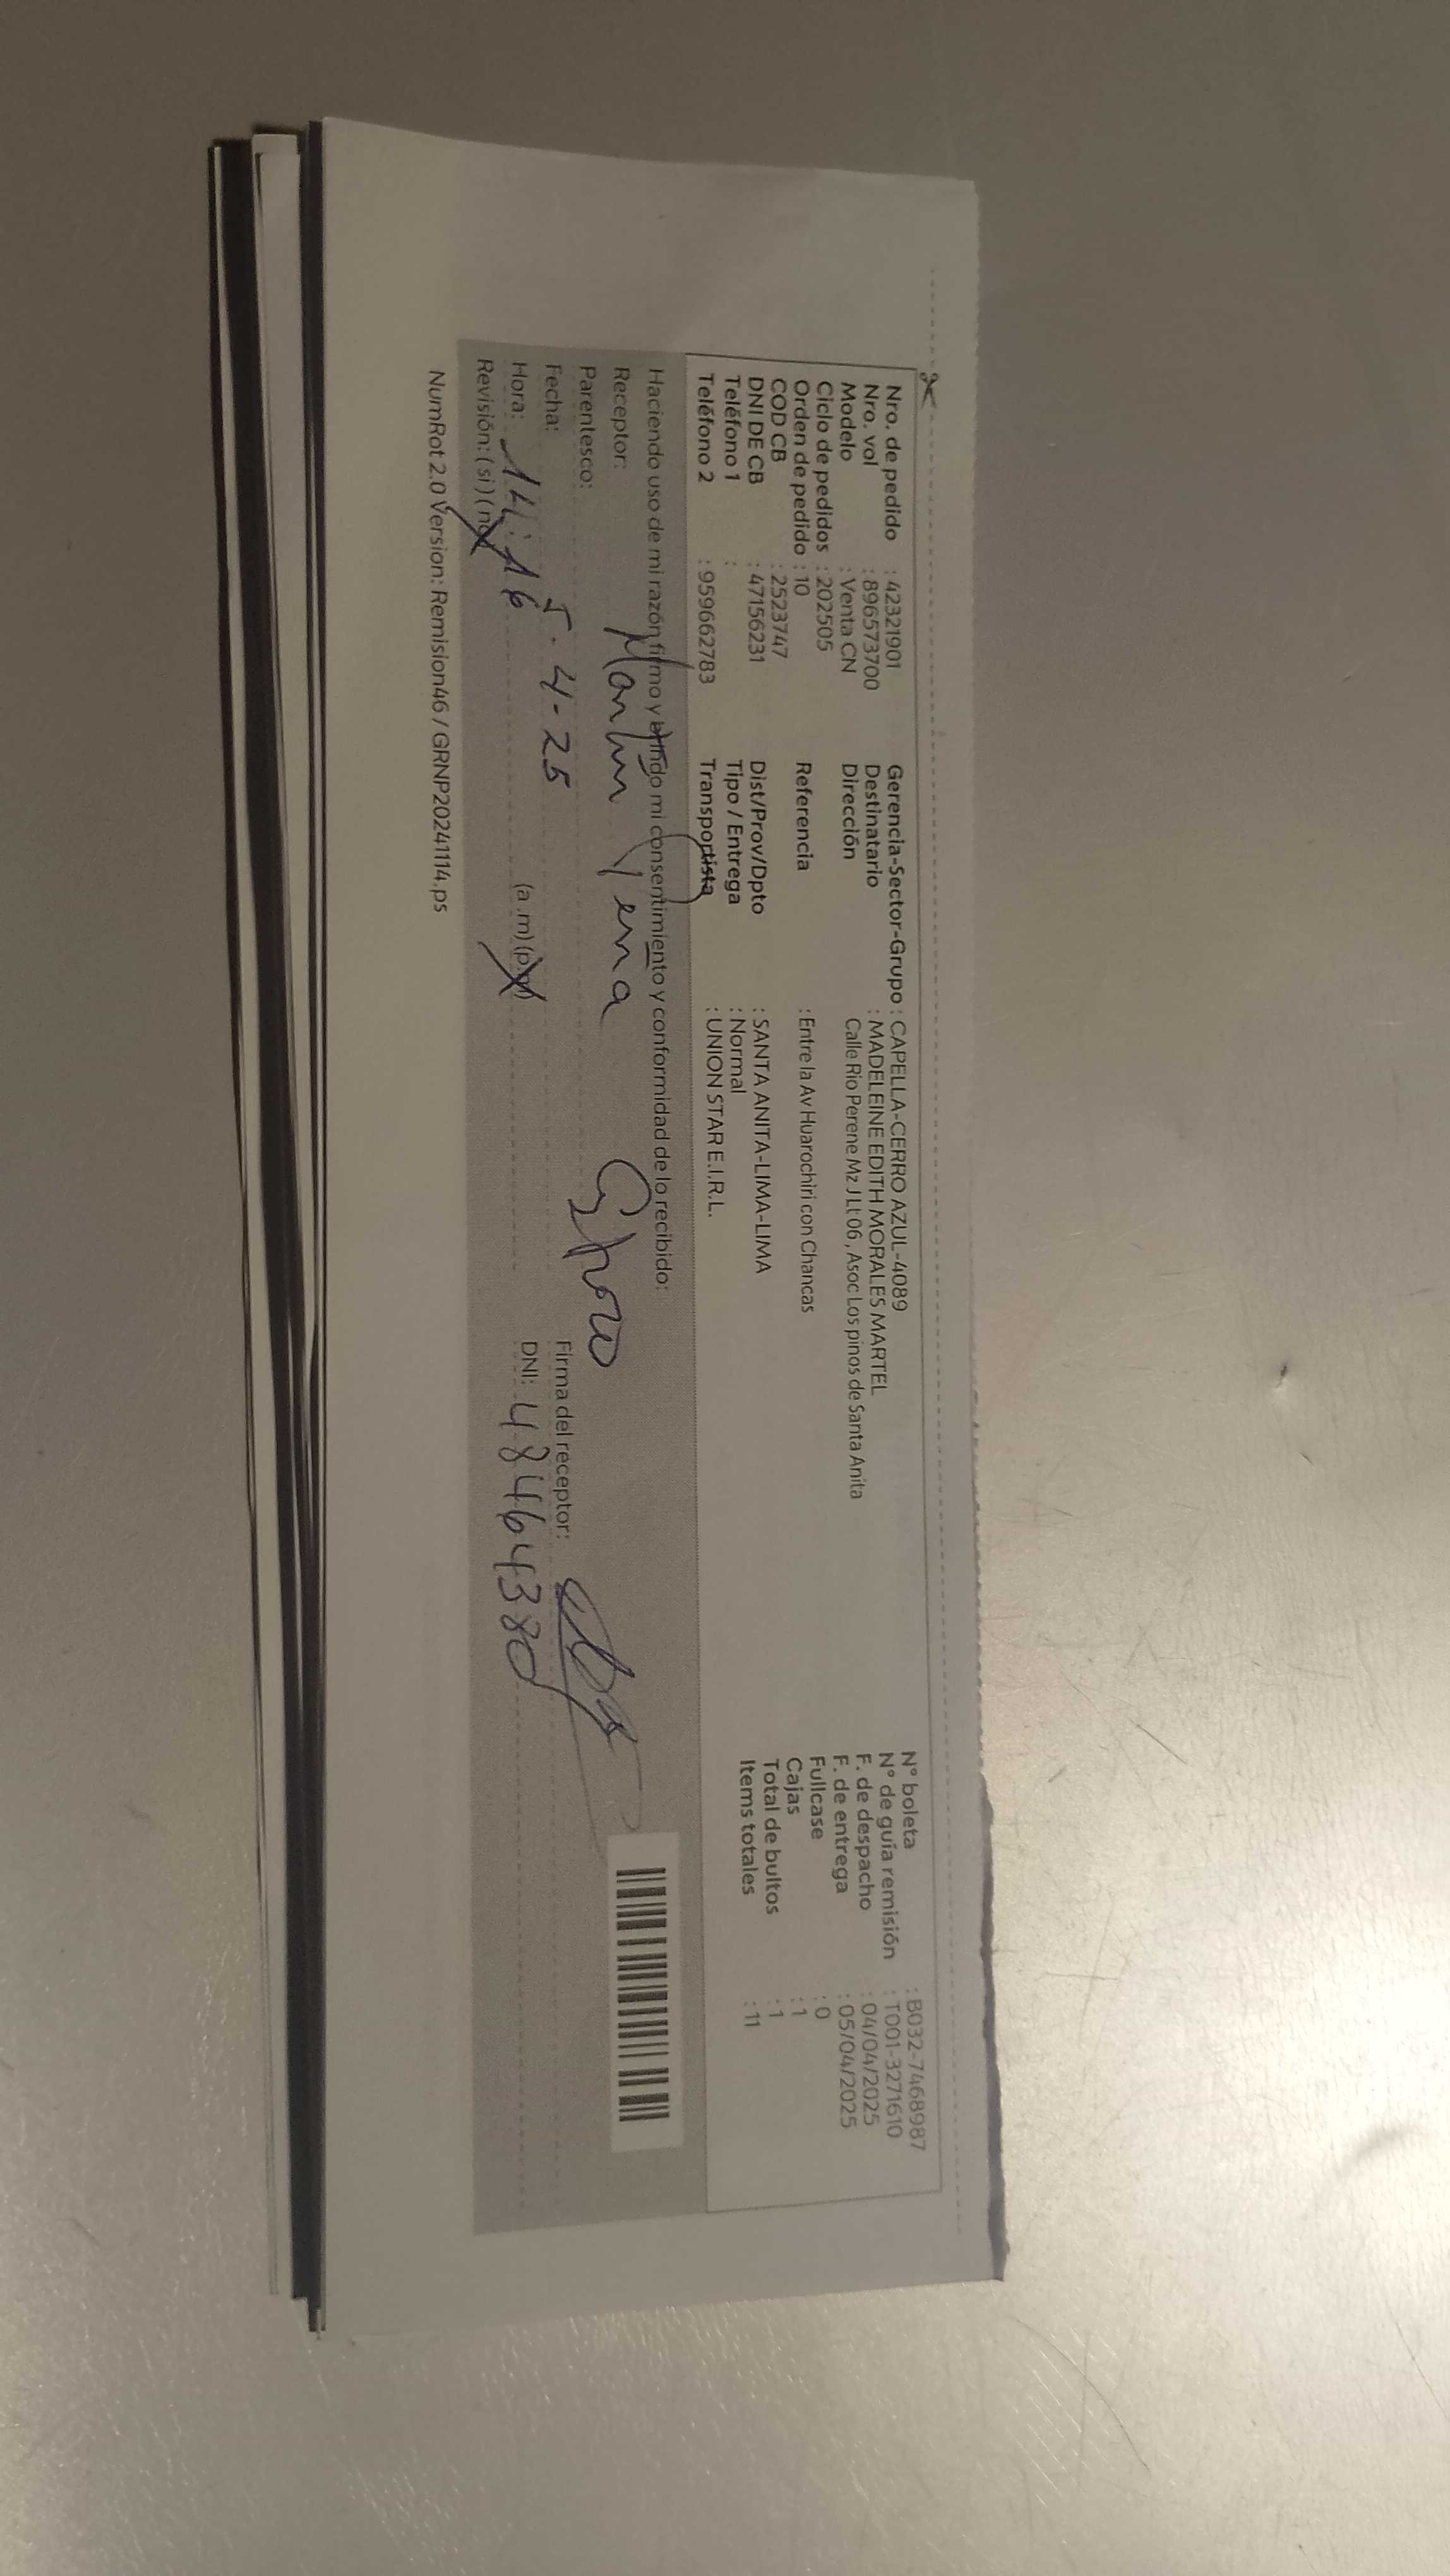 Nro. de pedido : 42321901
Nro. vol : 896573700
Modelo : Venta CN
Ciclo de pedidos : 202505
Orden de pedido : 10
COD CB : 2523747
DNI DE CB : 47156231
Teléfono 1 :
Teléfono 2 : 959662783
Gerencia-Sector-Grupo : CAPELLA-CERRO AZUL-4089
Destinatario : MADELEINE EDITH MORALES MARTEL
Dirección Calle Rio Perene Mz J Lt 06 , Asoc Los pinos de Santa Anita
Referencia : Entre la Av Huarochiri con Chancas
Dist/Prov/Dpto : SANTA ANITA-LIMA-LIMA
Tipo / Entrega : Normal
Transportista : UNION STAR E.I.R.L.
N° boleta : B032-7468987
N° de guía remisión : T001-3271610
F. de despacho : 04/04/2025
F. de entrega : 05/04/2025
Fullcase : 0
Cajas : 1
Total de bultos : 1
Items totales : 11
Haciendo uso de mi razón firmo y brindo mi consentimiento y conformidad de lo recibido:
Receptor: Martin
Parentesco:
Fecha: 5-4-25
Firma del receptor:
Hora: 14:16 (a.m) (p.m)
DNI: 48464380
Revisión: ( si ) ( no )
NumRot 2.0 Version: Remision46 / GRNP20241114.ps